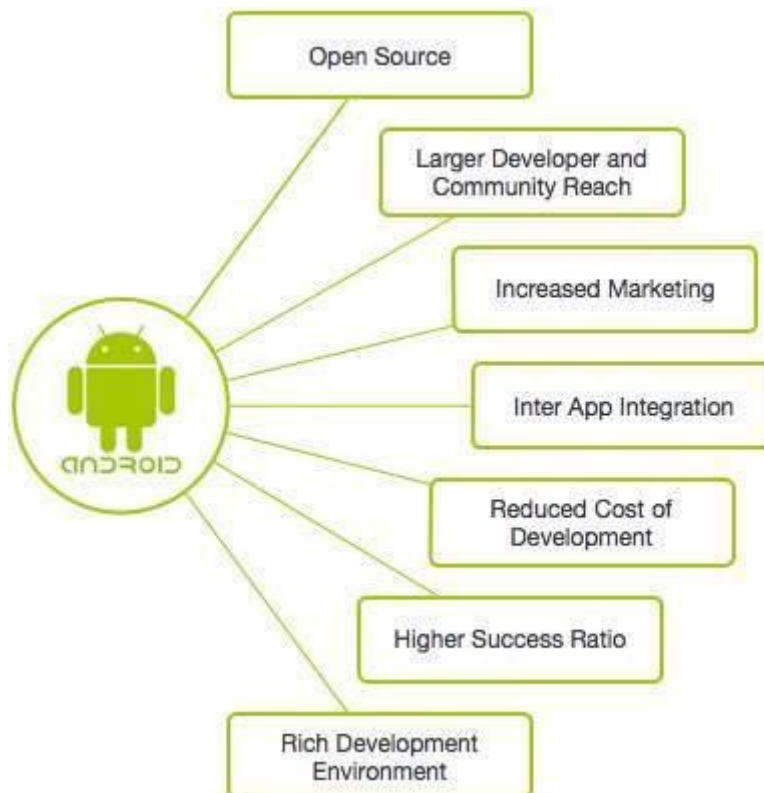 Open Source
Larger Developer and
Community Reach
Increased Marketing
Inter App Integration
ANDROID
Reduced Cost of
Development
Higher Success Ratio
Rich Development
Environment